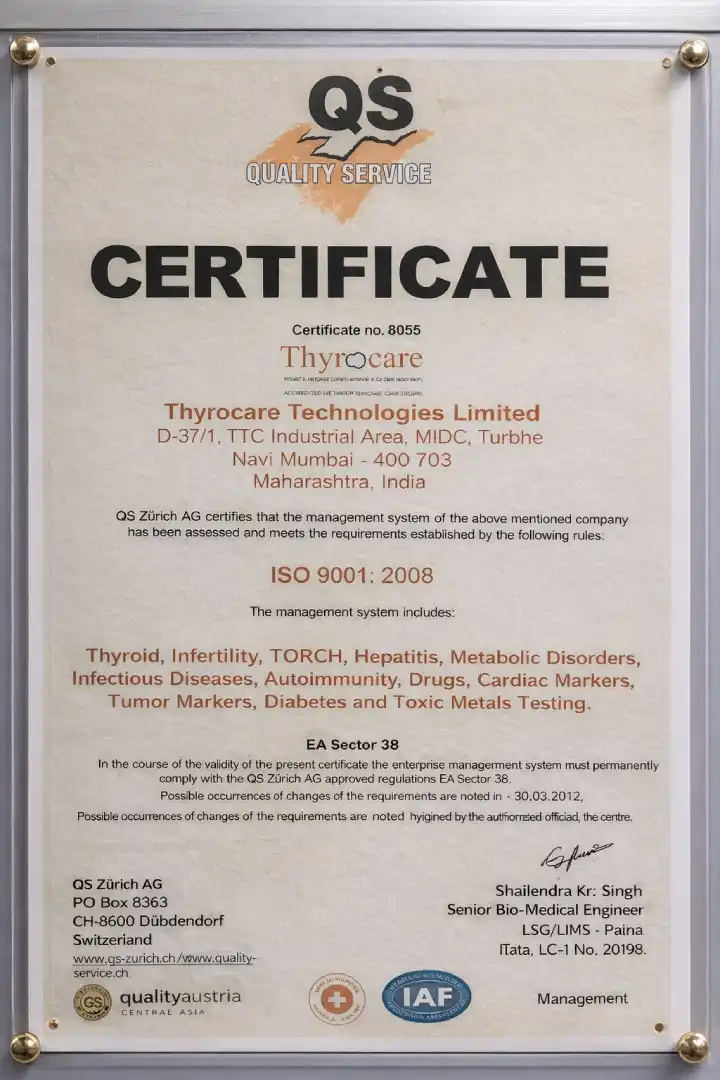 QS
QUALITY SERVICE
CERTIFICATE
Certificate no. 8055
Thyrocare
Thyrocare Technologies Limited
D-37/1, TTC Industrial Area, MIDC, Turbhe
Navi Mumbai - 400 703
Maharashtra, India
QS Zürich AG certifies that the management system of the above mentioned company
has been assessed and meets the requirements established by the following rules:
ISO 9001: 2008
The management system includes:
Thyroid, Infertility, TORCH, Hepatitis, Metabolic Disorders,
Infectious Diseases, Autoimmunity, Drugs, Cardiac Markers,
Tumor Markers, Diabetes and Toxic Metals Testing.
EA Sector 38
In the course of the validity of the present certificate the enterprise management system must permanently
comply with the QS Zürich AG approved regulations EA Sector 38.
Possible occurrences of changes of the requirements are noted in - 30.03.2012,
Possible occurrences of changes of the requirements are noted hyigined by the the centre.
QS Zürich AG
PO Box 8363
CH-8600 Dübdendorf
Switzerland
www.qs-zurich.ch/www.quality-
service.ch.
Shailendra Kr: Singh
Senior Bio-Medical Engineer
LSG/LIMS - Paina
LC-1 No. 20198.
GS
qualityaustria
CENTRAE ASIA
IAF
Management